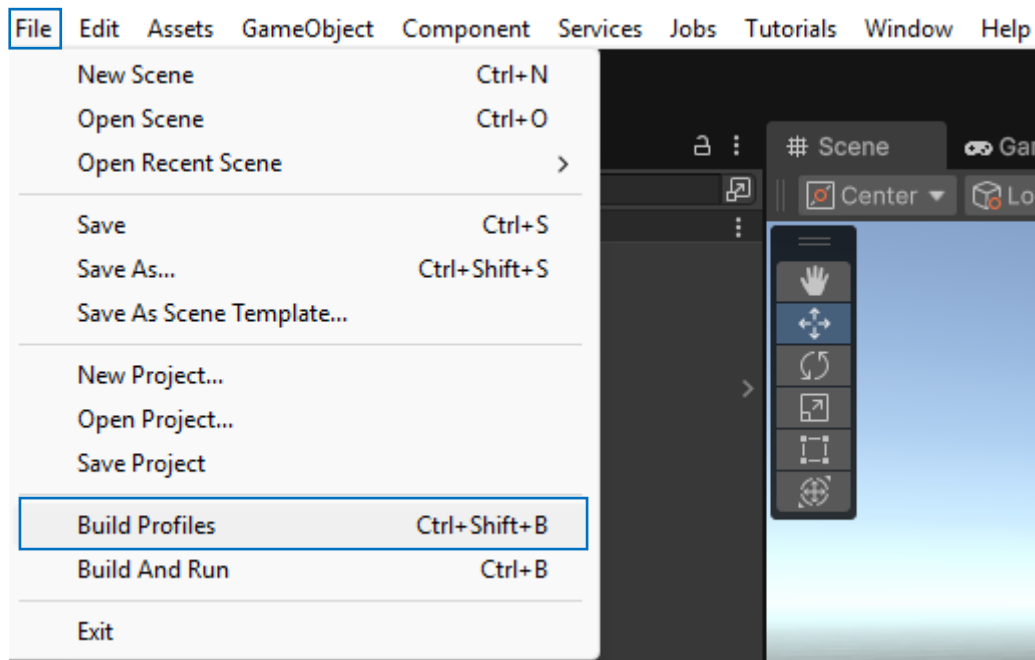 File Edit Assets GameObject Component Services Jobs Tutorials Window Help
New Scene Ctrl+N
Open Scene Ctrl+O
Open Recent Scene
Scene
Center
Save Ctrl+S
Save As... Ctrl+Shift+S
Save As Scene Template...
New Project...
Open Project...
Save Project
Build Profiles Ctrl+Shift+B
Build And Run Ctrl+B
Exit